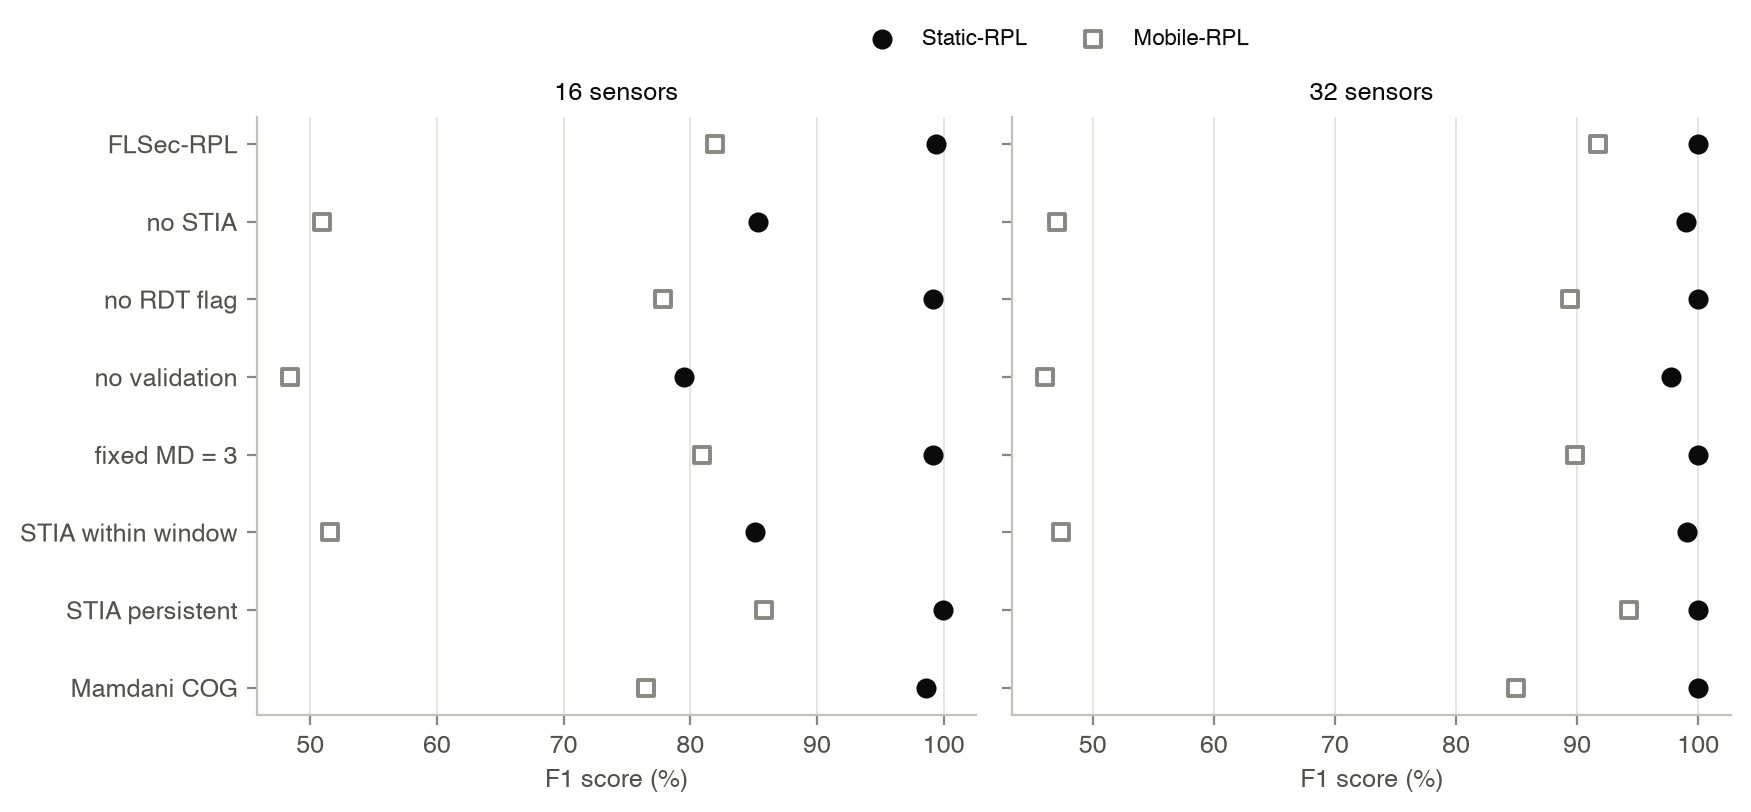 Static-RPL
Mobile-RPL
16 sensors
32 sensors
FLSec-RPL
no STIA
no RDT flag
no validation
fixed MD = 3
STIA within window
STIA persistent
Mamdani COG
50 60 70 80 90 100
50 60 70 80 90 100
F1 score (%)
F1 score (%)